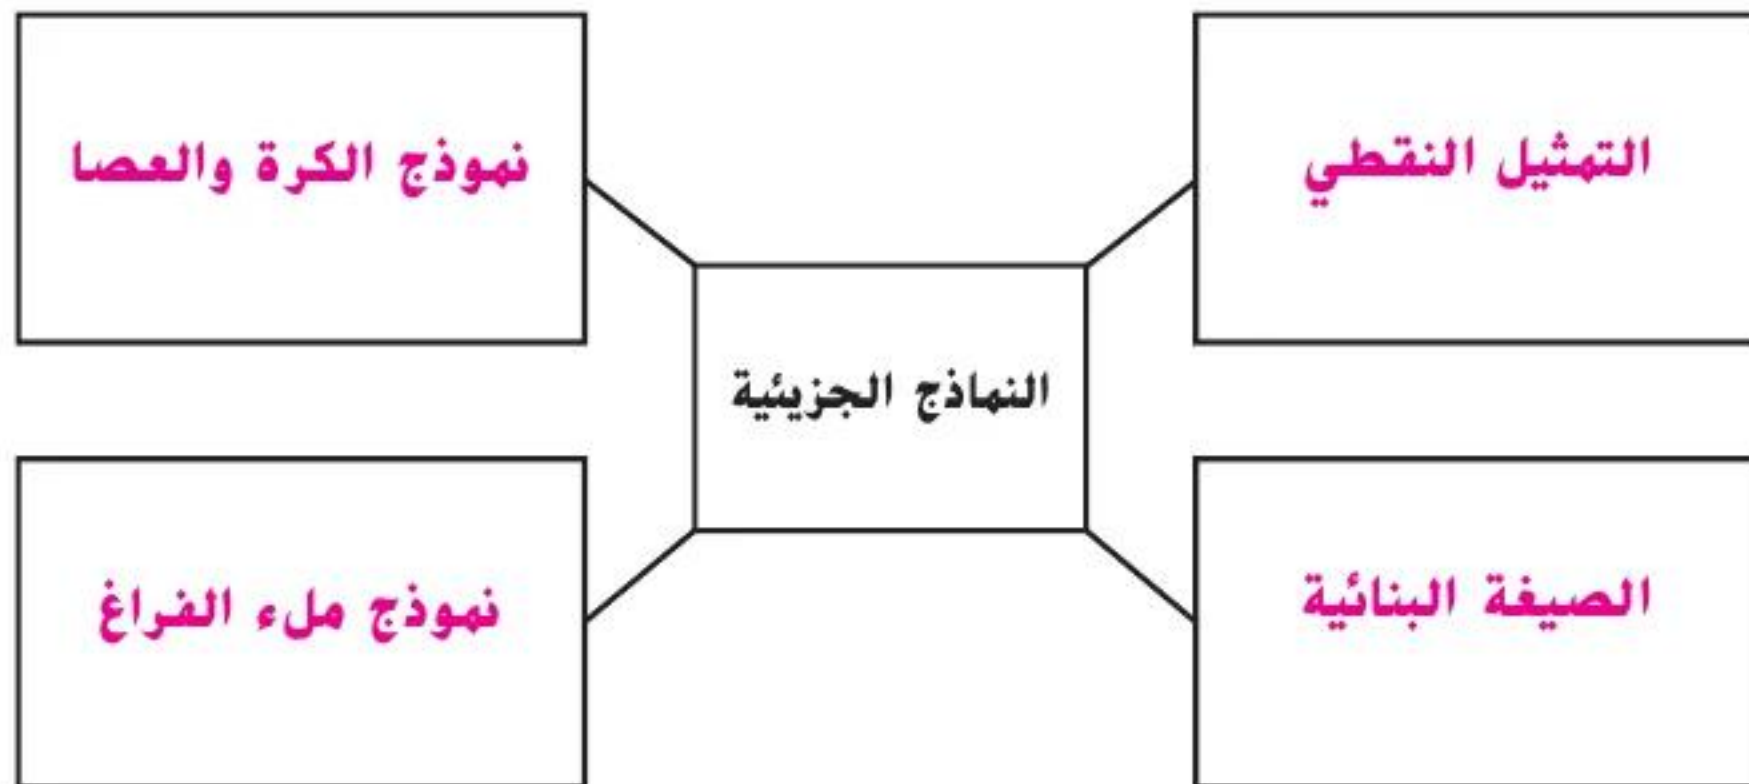 التمثيل النقطي
نموذج الكرة والعصا
النماذج الجزيئية
الصيغة البنائية
نموذج ملء الفراغ